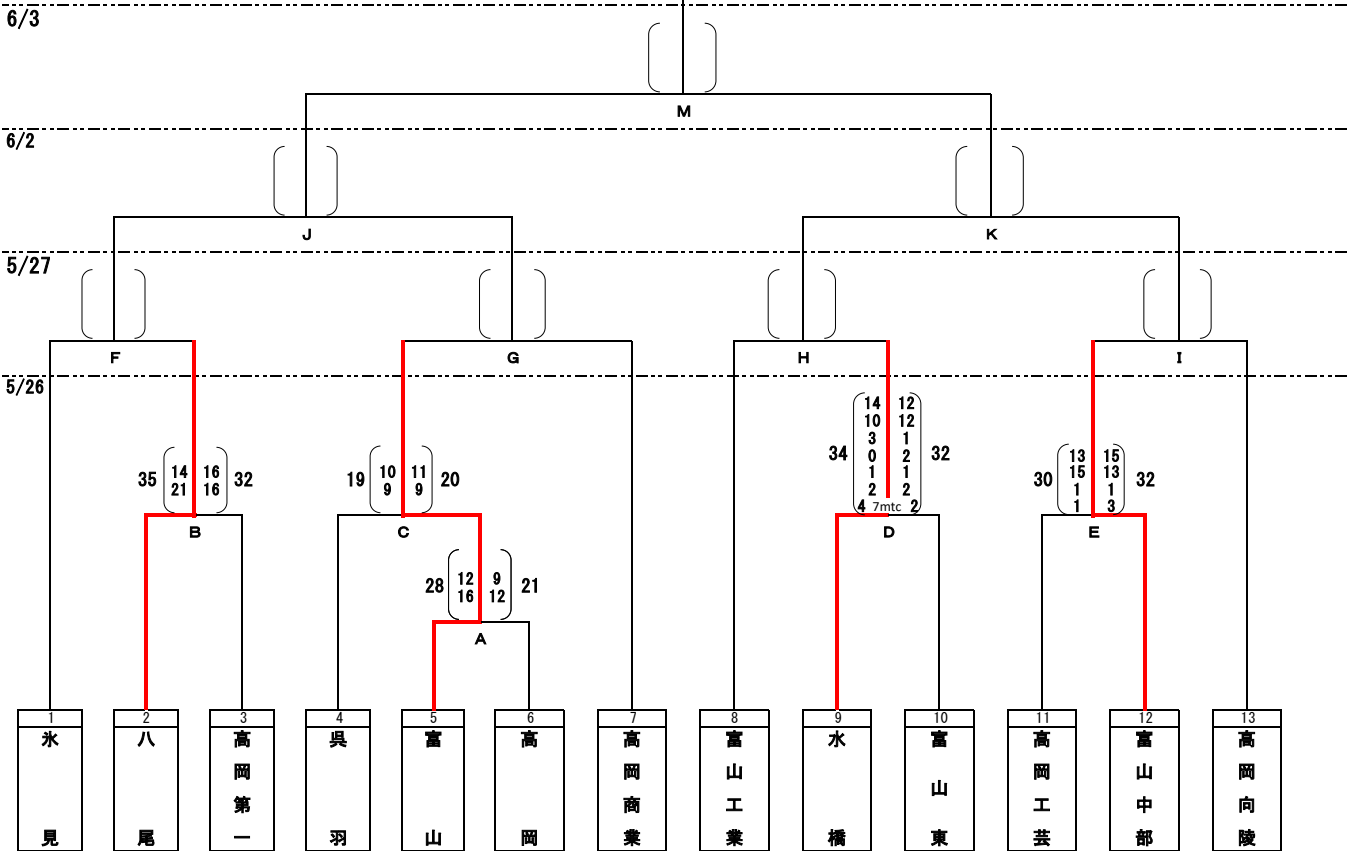 6/3
M
6/2
J K
5/27
F G H I
5/26
14 12
10 12
3 1
34 0 2 32
1 1
2 2
4 7mtc 2
D
35 14 16 32
21 16
B
19 10 11 20
9 9
C
13 15
30 15 13 32
1 1
1 3
E
28 12 9 21
16 12
A
1 2 3 4 5 6 7 8 9 10 11 12 13
氷見
八尾
高岡第一
呉羽
富山
高岡
高岡商業
富山工業
水橋
富山東
高岡工芸
富山中部
高岡向陵